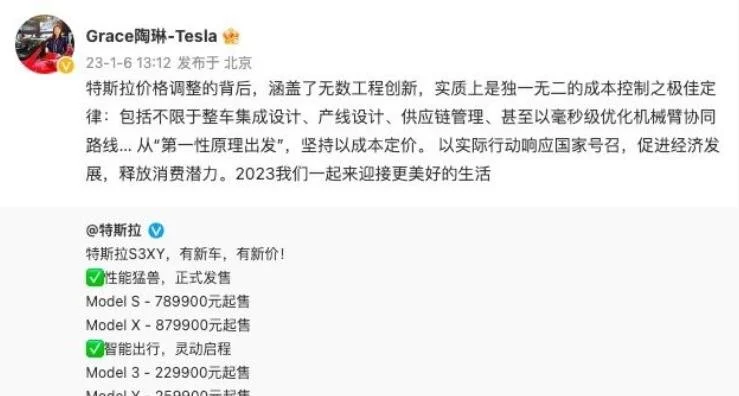 Grace陶琳-Tesla
23-1-6 13:12 发布于 北京
特斯拉价格调整的背后，涵盖了无数工程创新，实质上是独一无二的成本控制之极佳定
律：包括不限于整车集成设计、产线设计、供应链管理、甚至以毫秒级优化机械臂协同
路线... 从“第一性原理出发”，坚持以成本定价。 以实际行动响应国家号召，促进经济发
展，释放消费潜力。2023我们一起来迎接更美好的生活
@特斯拉
特斯拉S3XY，有新车，有新价！
✅性能猛兽，正式发售
Model S - 789900元起售
Model X - 879900元起售
✅智能出行，灵动启程
Model 3 - 229900元起售
Model Y - 259900元起售